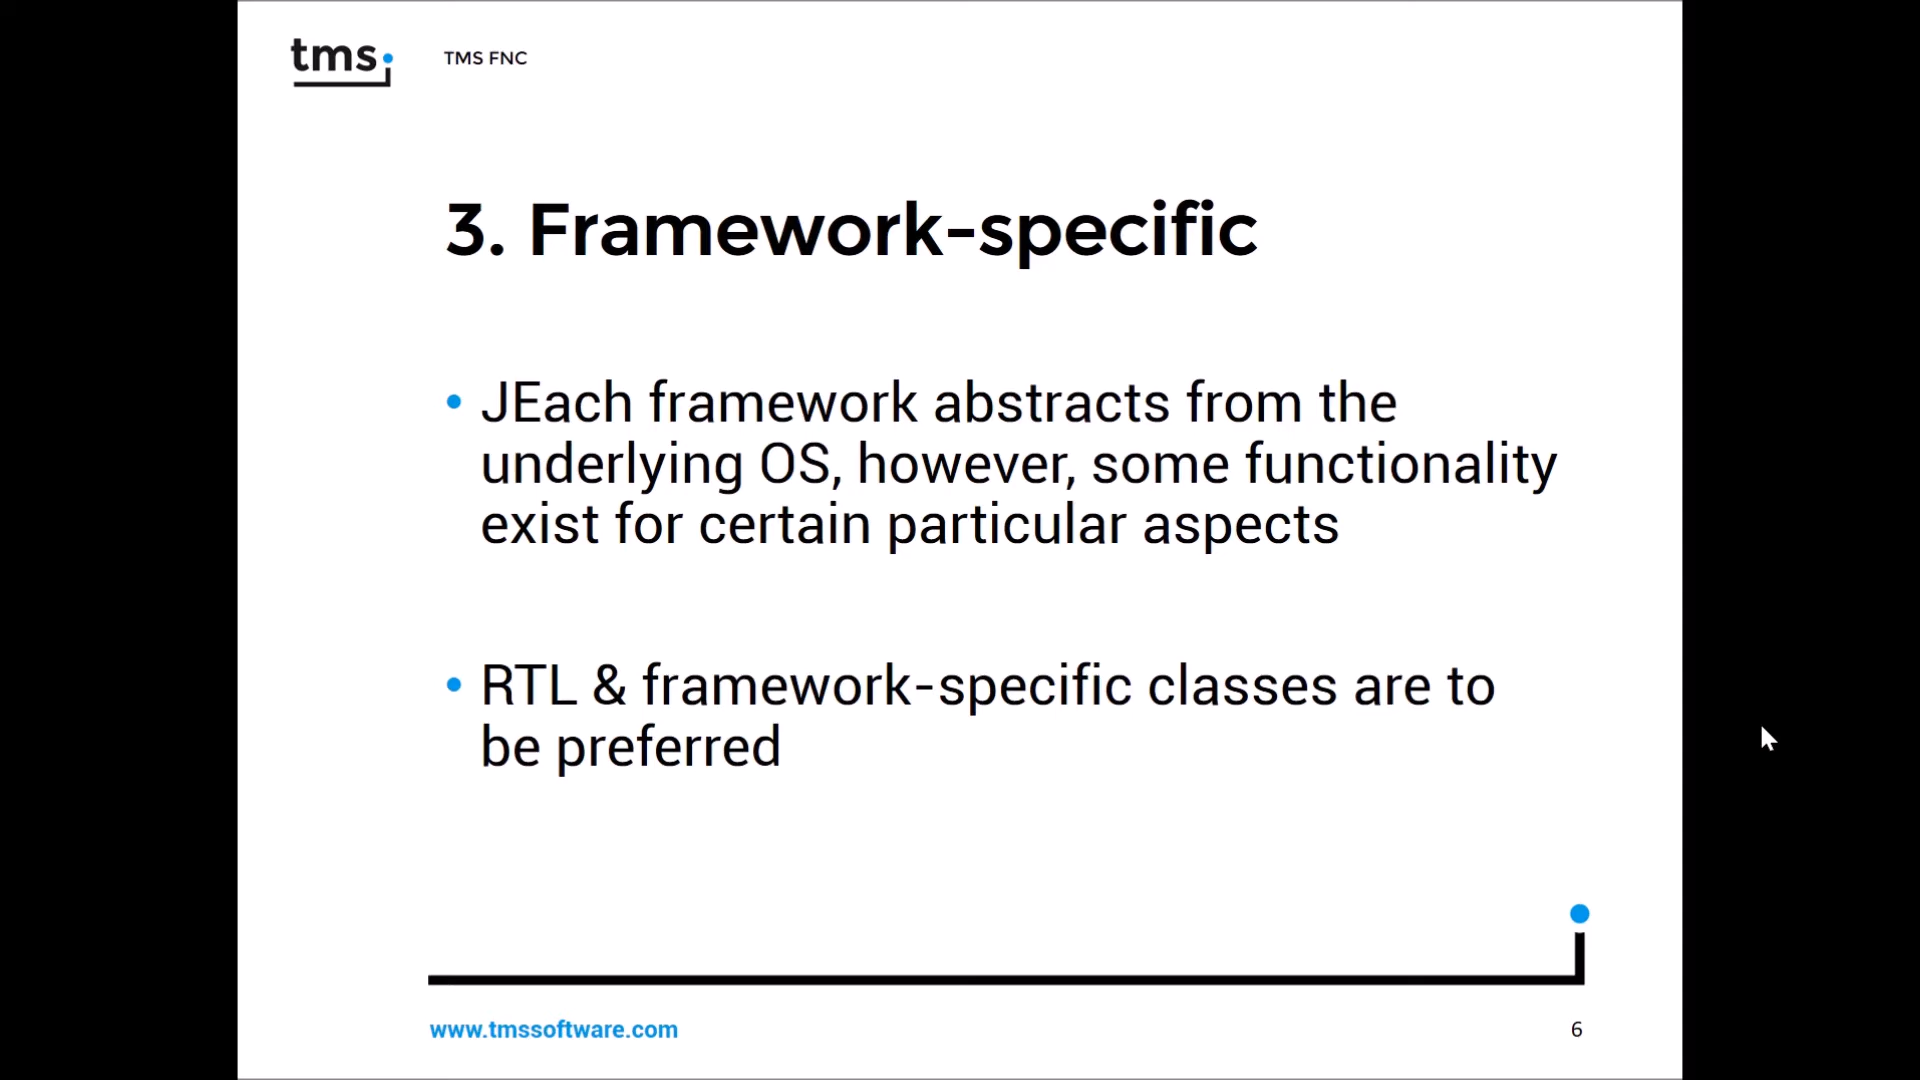 tms
TMS FNC
3. Framework-specific
• JEach framework abstracts from the
underlying OS, however, some functionality
exist for certain particular aspects
• RTL & framework-specific classes are to
be preferred
www.tmssoftware.com
6